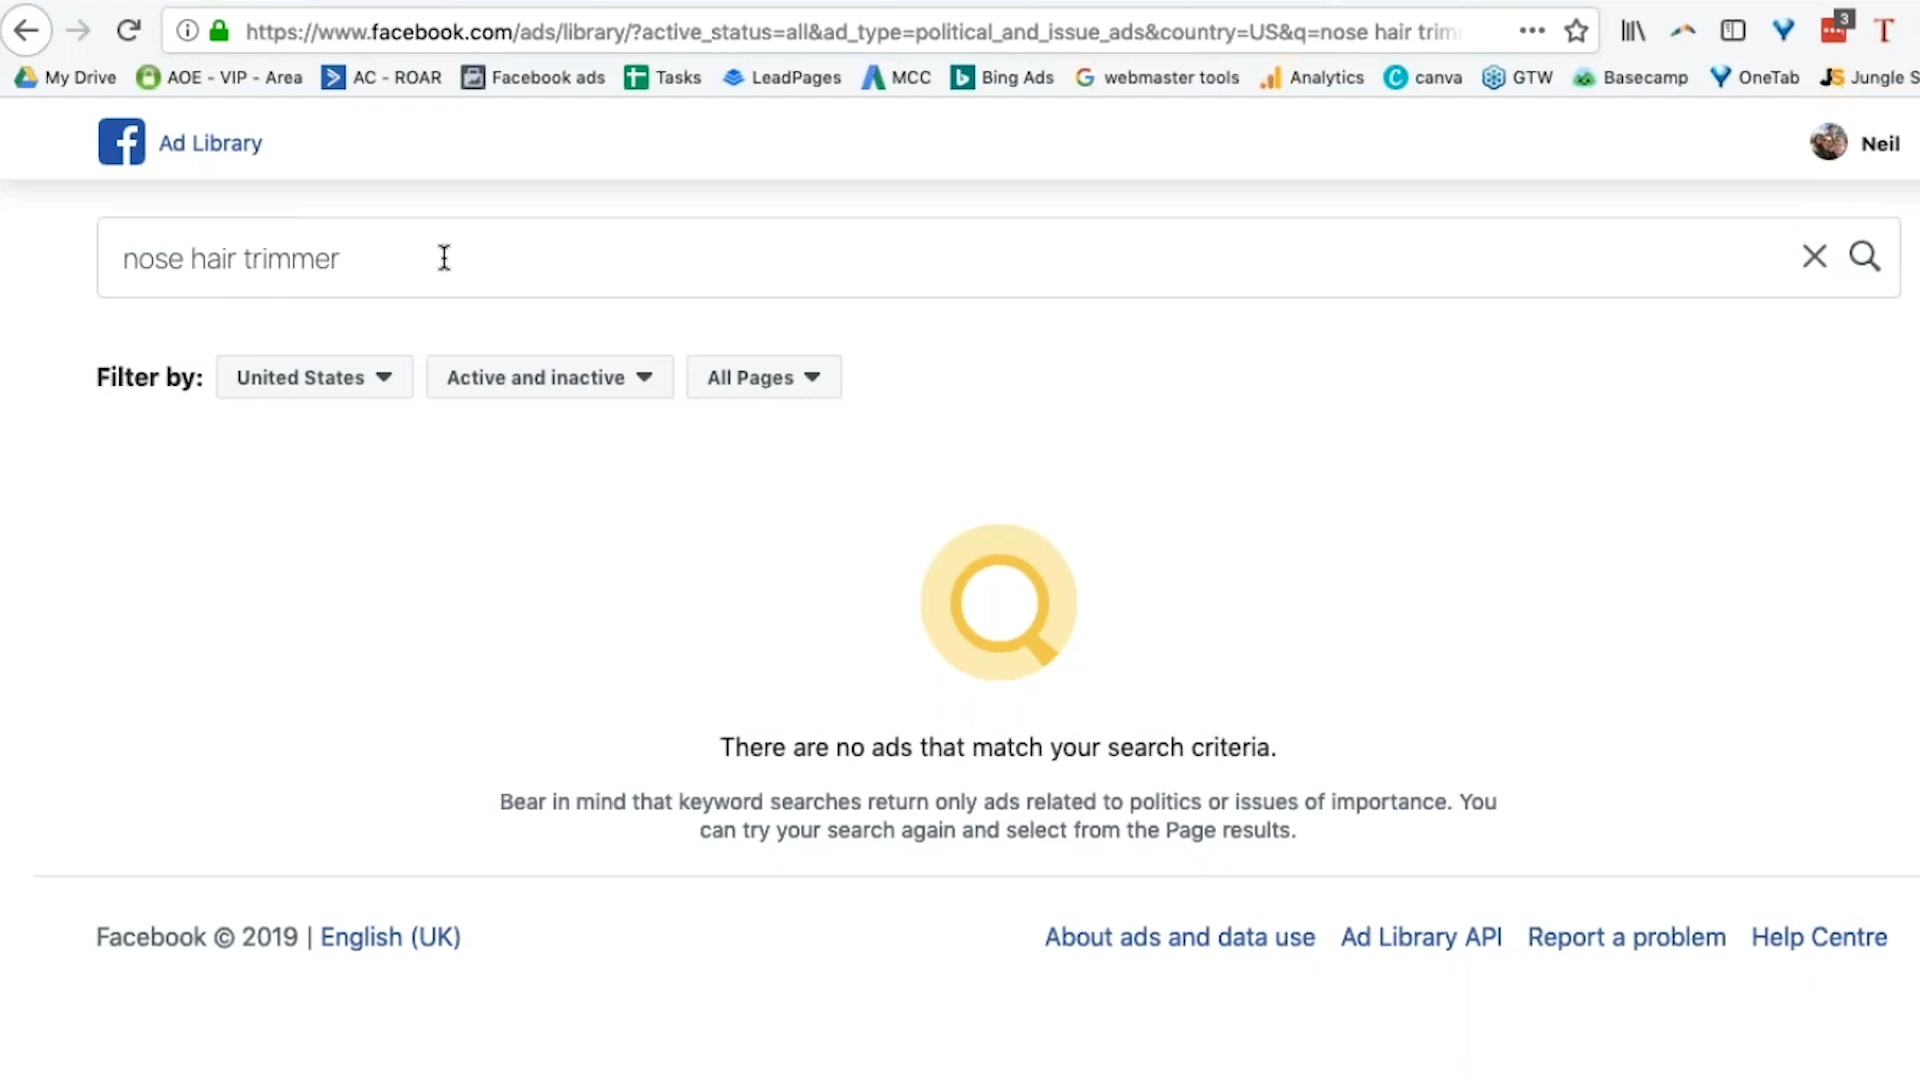 https://www.facebook.com/ads/library/?active_status=all&ad_type=political_and_issue_ads&country=US&q=nose hair trim
3
T
My Drive AOE - VIP - Area AC - ROAR Facebook ads Tasks LeadPages MCC Bing Ads webmaster tools Analytics canva GTW Basecamp OneTab Jungle S
Ad Library
Neil
nose hair trimmer
Filter by: United States Active and inactive All Pages
There are no ads that match your search criteria.
Bear in mind that keyword searches return only ads related to politics or issues of importance. You
can try your search again and select from the Page results.
Facebook © 2019 | English (UK) About ads and data use Ad Library API Report a problem Help Centre